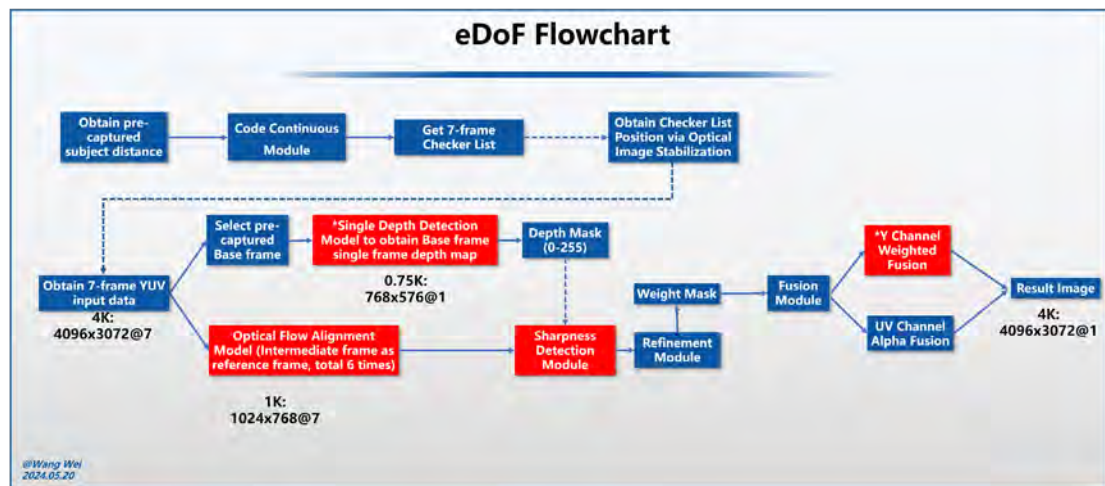 eDoF Flowchart
Obtain pre-
captured
subject distance
Code Continuous
Module
Get 7-frame
Checker List
Obtain Checker List
Position via Optical
Image Stabilization
Select pre-
captured
Base frame
*Single Depth Detection
Model to obtain Base frame
single frame depth map
0.75K:
768x576@1
Depth Mask
(0-255)
Obtain 7-frame YUV
input data
4K:
4096x3072@7
Optical Flow Alignment
Model (Intermediate frame as
reference frame, total 6 times)
1K:
1024x768@7
Sharpness
Detection
Module
Weight Mask
Refinement
Module
Fusion
Module
*Y Channel
Weighted
Fusion
UV Channel
Alpha Fusion
Result Image
4K:
4096x3072@1
@Wang Wei
2024.05.20